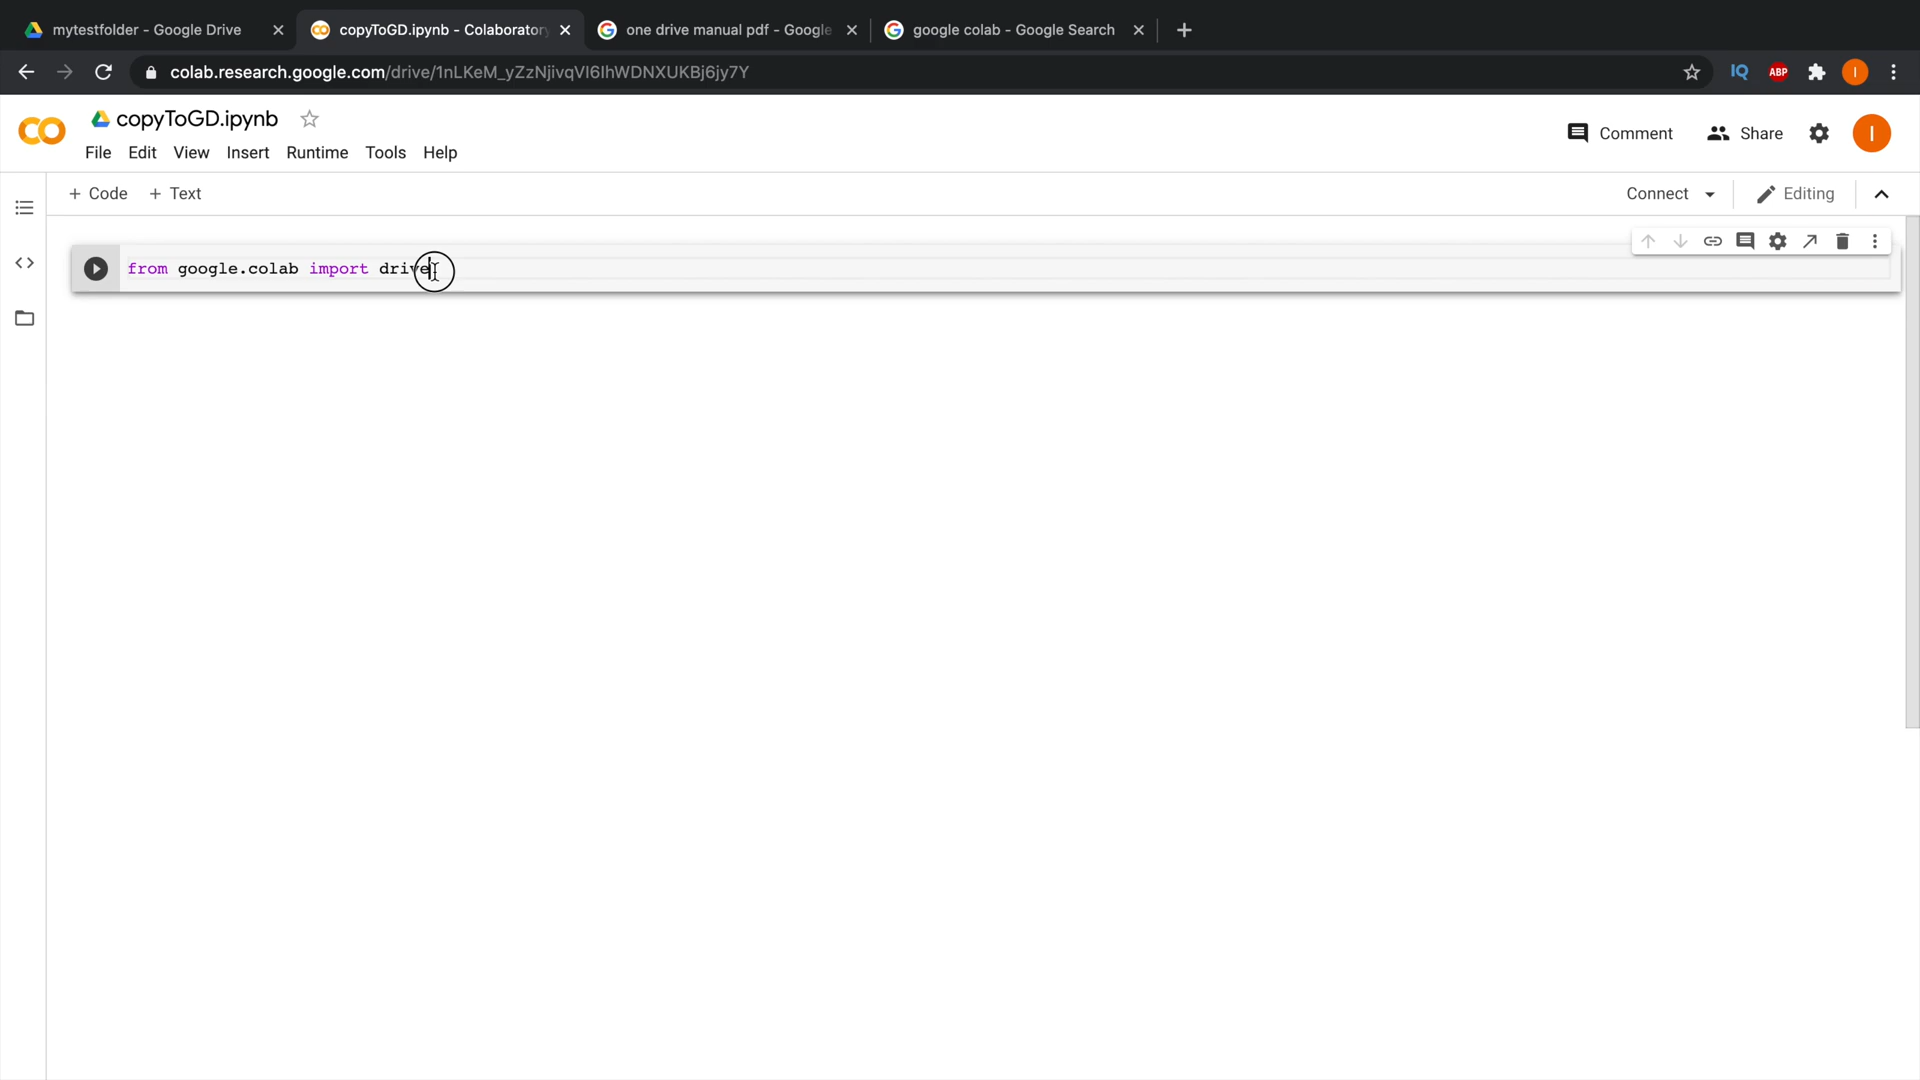 mytestfolder - Google Drive
copyToGD.ipynb - Colaboratory
one drive manual pdf - Google
google colab - Google Search
colab.research.google.com/drive/1nLKeM_yZzNjivqVI6IhWDNXUKBj6jy7Y
IQ
ABP
I
copyToGD.ipynb
Comment
Share
I
File Edit View Insert Runtime Tools Help
+ Code + Text
Connect
Editing
from google.colab import drive